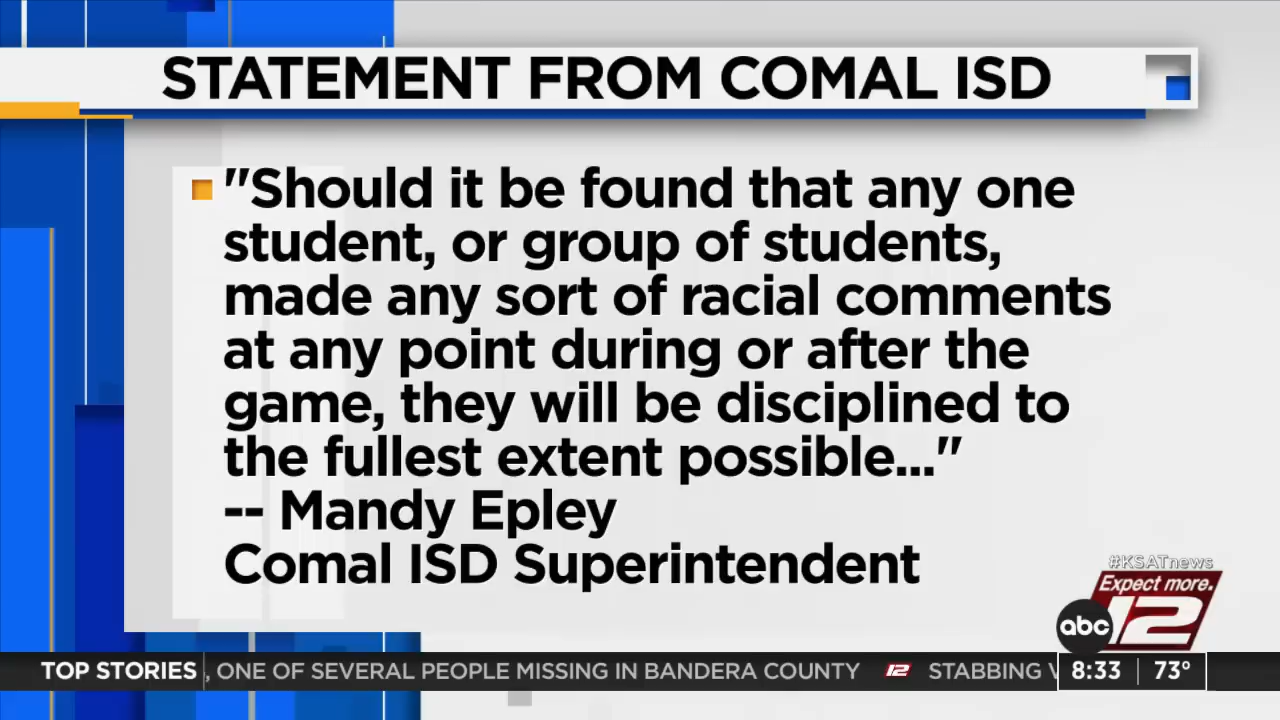 STATEMENT FROM COMAL ISD
"Should it be found that any one
student, or group of students,
made any sort of racial comments
at any point during or after the
game, they will be disciplined to
the fullest extent possible..."
-- Mandy Epley
Comal ISD Superintendent
#KSATnews
Expect more.
abc 12
TOP STORIES , ONE OF SEVERAL PEOPLE MISSING IN BANDERA COUNTY 12 STABBING 8:33 73°